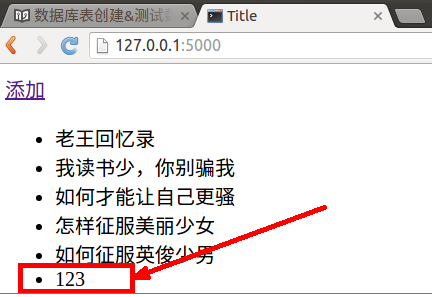 数据库表创建&测试
Title
127.0.0.1:5000
添加
老王回忆录
我读书少，你别骗我
如何才能让自己更骚
怎样征服美丽少女
如何征服英俊少男
123